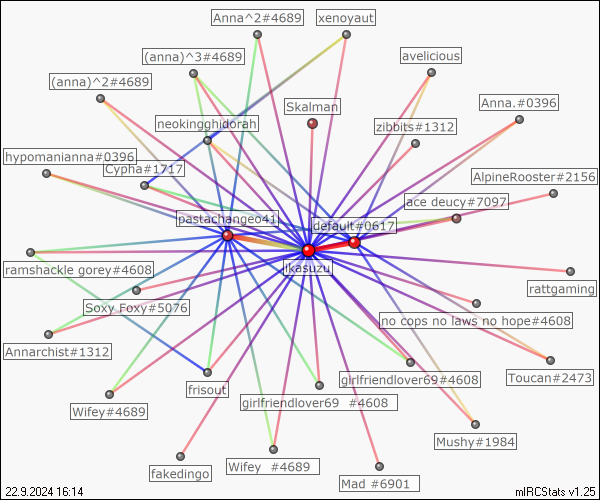 Anna^2#4689
xenoyaut
(anna)^3#4689
avelicious
(anna)^2#4689
Skalman
Anna.#0396
neokingghidorah
zibbits#1312
hypomanianna#0396
Cypha#1717
AlpineRooster#2156
ace deucy#7097
pastachangeo41
default#0617
ikasuzu
ramshackle gorey#4608
rattgaming
Soxy Foxy#5076
no cops no laws no hope#4608
Annarchist#1312
girlfriendlover69#4608
Toucan#2473
frisout
girlfriendlover69 #4608
Wifey#4689
Mushy#1984
fakedingo
Wifey #4689
Mad #6901
22.9.2024 16:14
mIRCStats v1.25